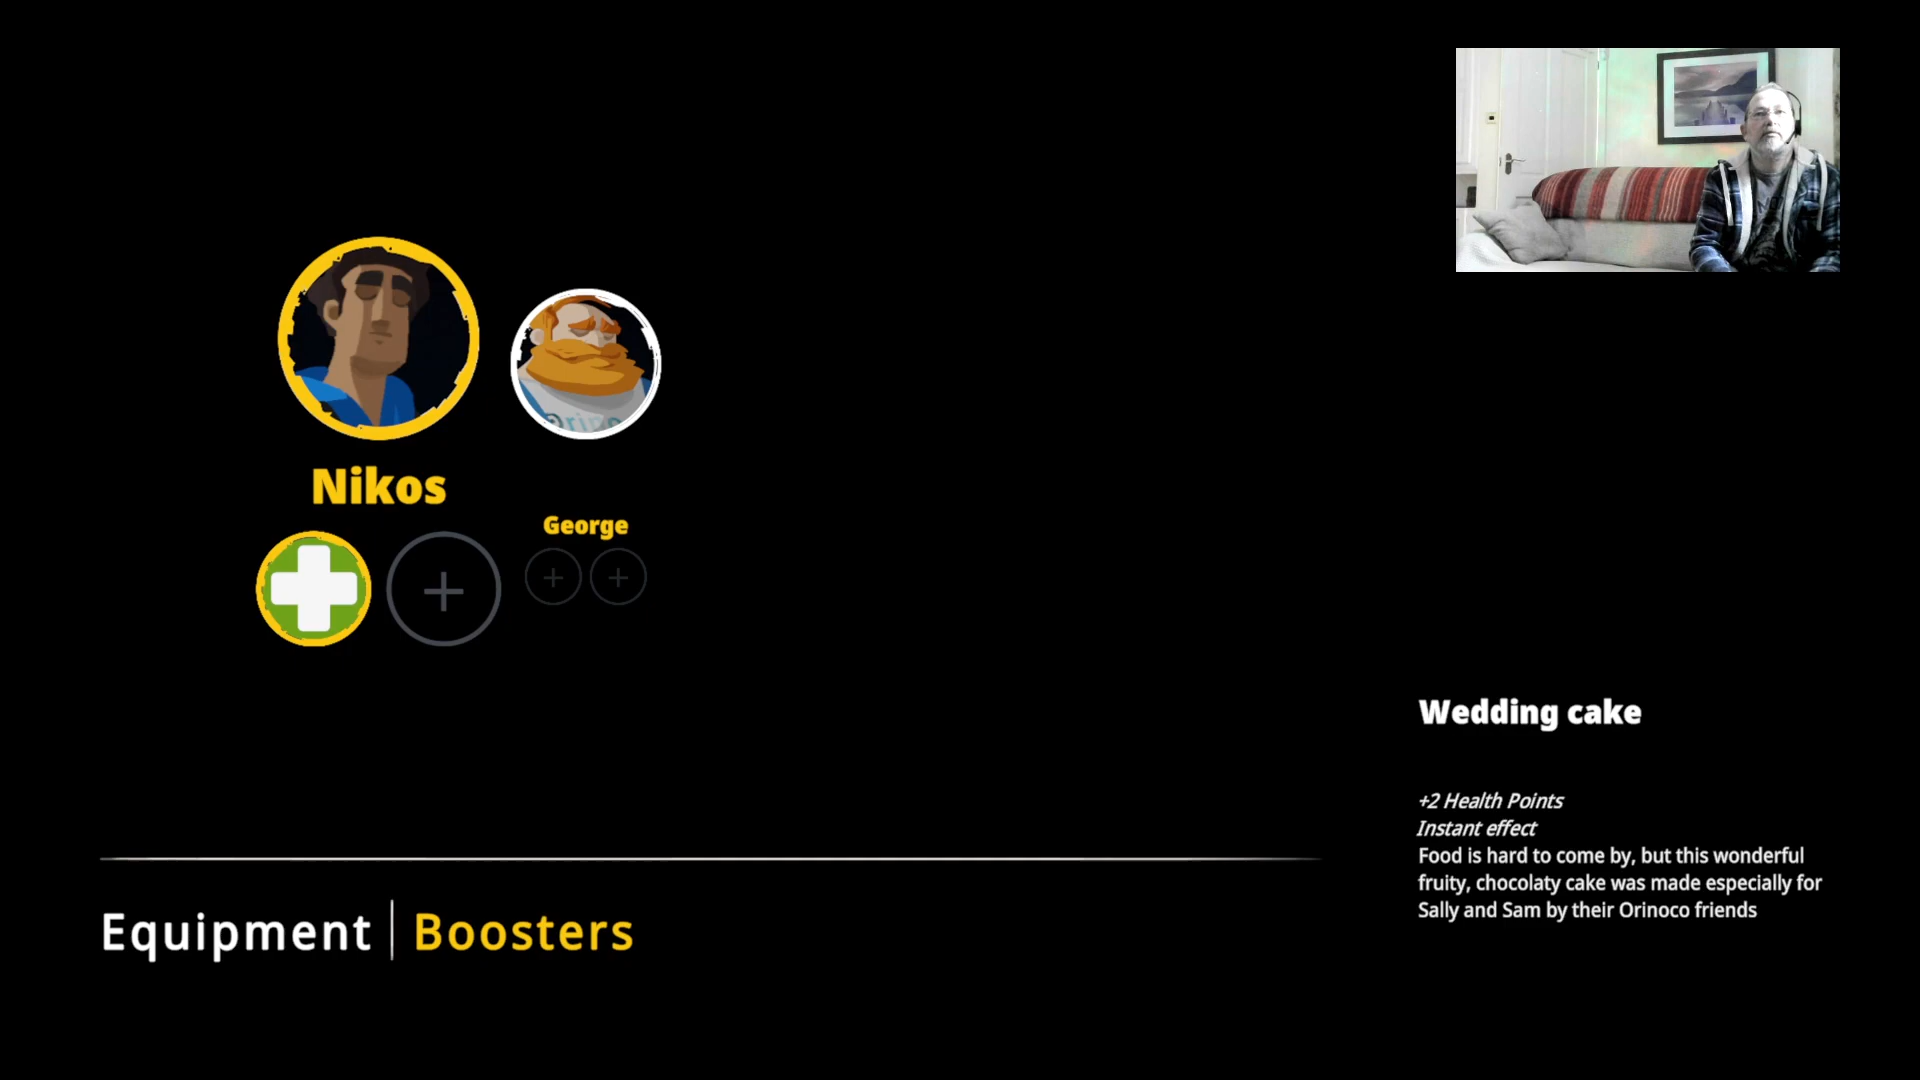 Nikos
George
Wedding cake
+2 Health Points
Instant effect
Food is hard to come by, but this wonderful
fruity, chocolaty cake was made especially for
Sally and Sam by their Orinoco friends
Equipment | Boosters